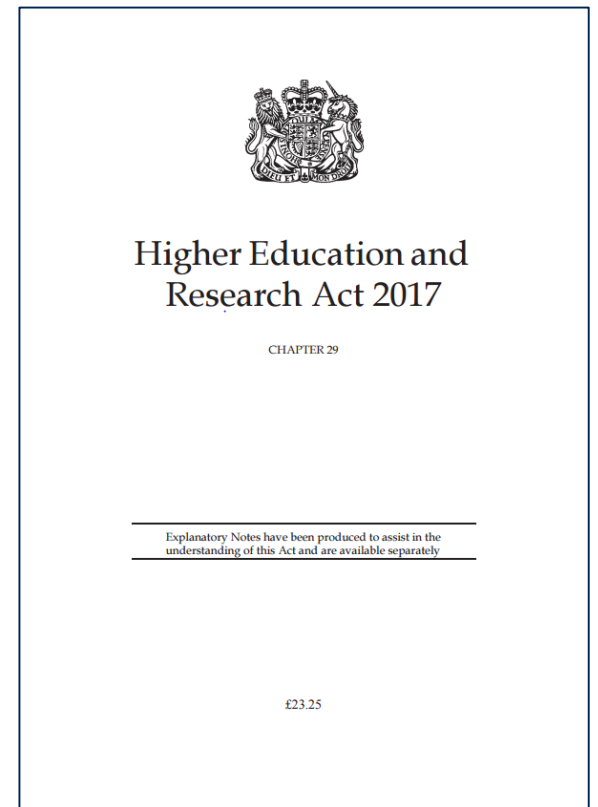 DIEU ET MON DROIT
Higher Education and
Research Act 2017
CHAPTER 29
Explanatory Notes have been produced to assist in the
understanding of this Act and are available separately
£23.25